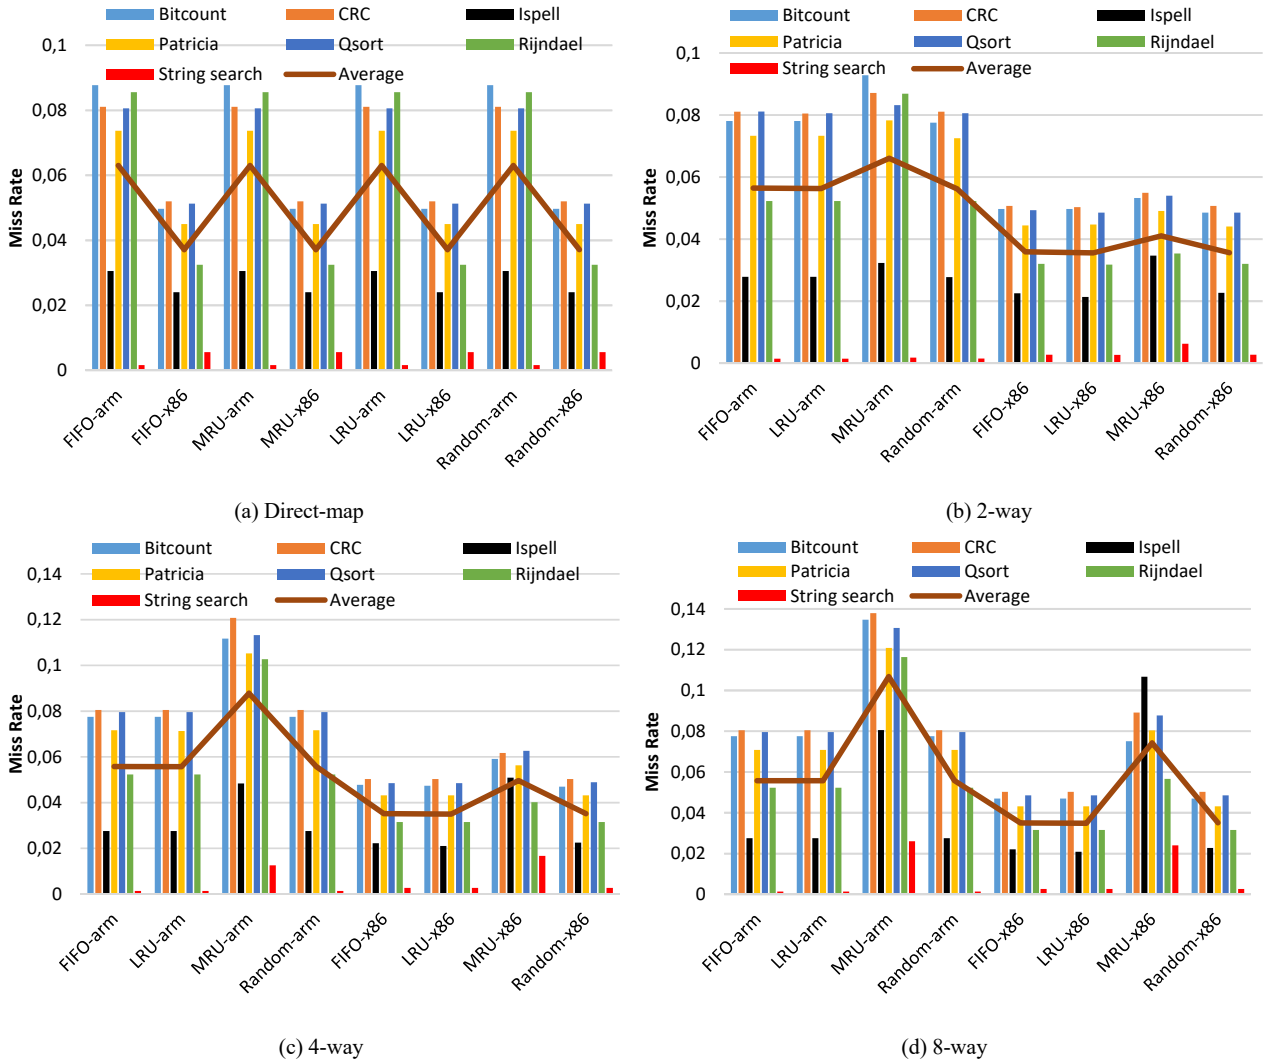 Bitcount CRC Ispell
Patricia Qsort Rijndael
String search Average
Miss Rate
0,1
0,08
0,06
0,04
0,02
0
FIFO-arm FIFO-x86 MRU-arm MRU-x86 LRU-arm LRU-x86 Random-arm Random-x86
(a) Direct-map
Bitcount CRC Ispell
Patricia Qsort Rijndael
String search Average
Miss Rate
0,1
0,08
0,06
0,04
0,02
0
FIFO-arm LRU-arm MRU-arm Random-arm FIFO-x86 LRU-x86 MRU-x86 Random-x86
(b) 2-way
Bitcount CRC Ispell
Patricia Qsort Rijndael
String search Average
Miss Rate
0,14
0,12
0,1
0,08
0,06
0,04
0,02
0
FIFO-arm LRU-arm MRU-arm Random-arm FIFO-x86 LRU-x86 MRU-x86 Random-x86
(c) 4-way
Bitcount CRC Ispell
Patricia Qsort Rijndael
String search Average
Miss Rate
0,14
0,12
0,1
0,08
0,06
0,04
0,02
0
FIFO-arm LRU-arm MRU-arm Random-arm FIFO-x86 LRU-x86 MRU-x86 Random-x86
(d) 8-way